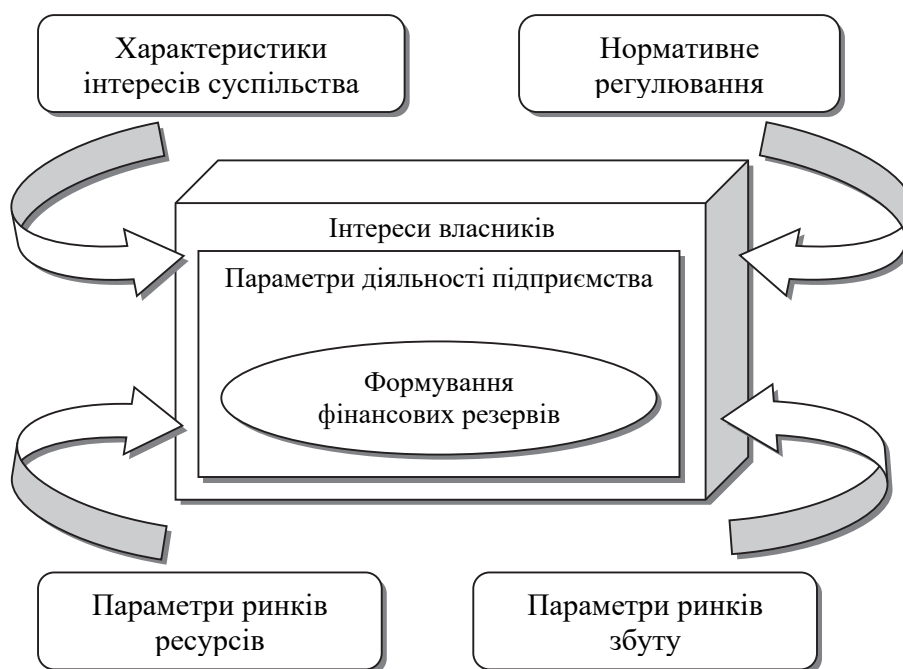 Характеристики
інтересів суспільства
Нормативне
регулювання
Інтереси власників
Параметри діяльності підприємства
Формування
фінансових резервів
Параметри ринків
ресурсів
Параметри ринків
збуту